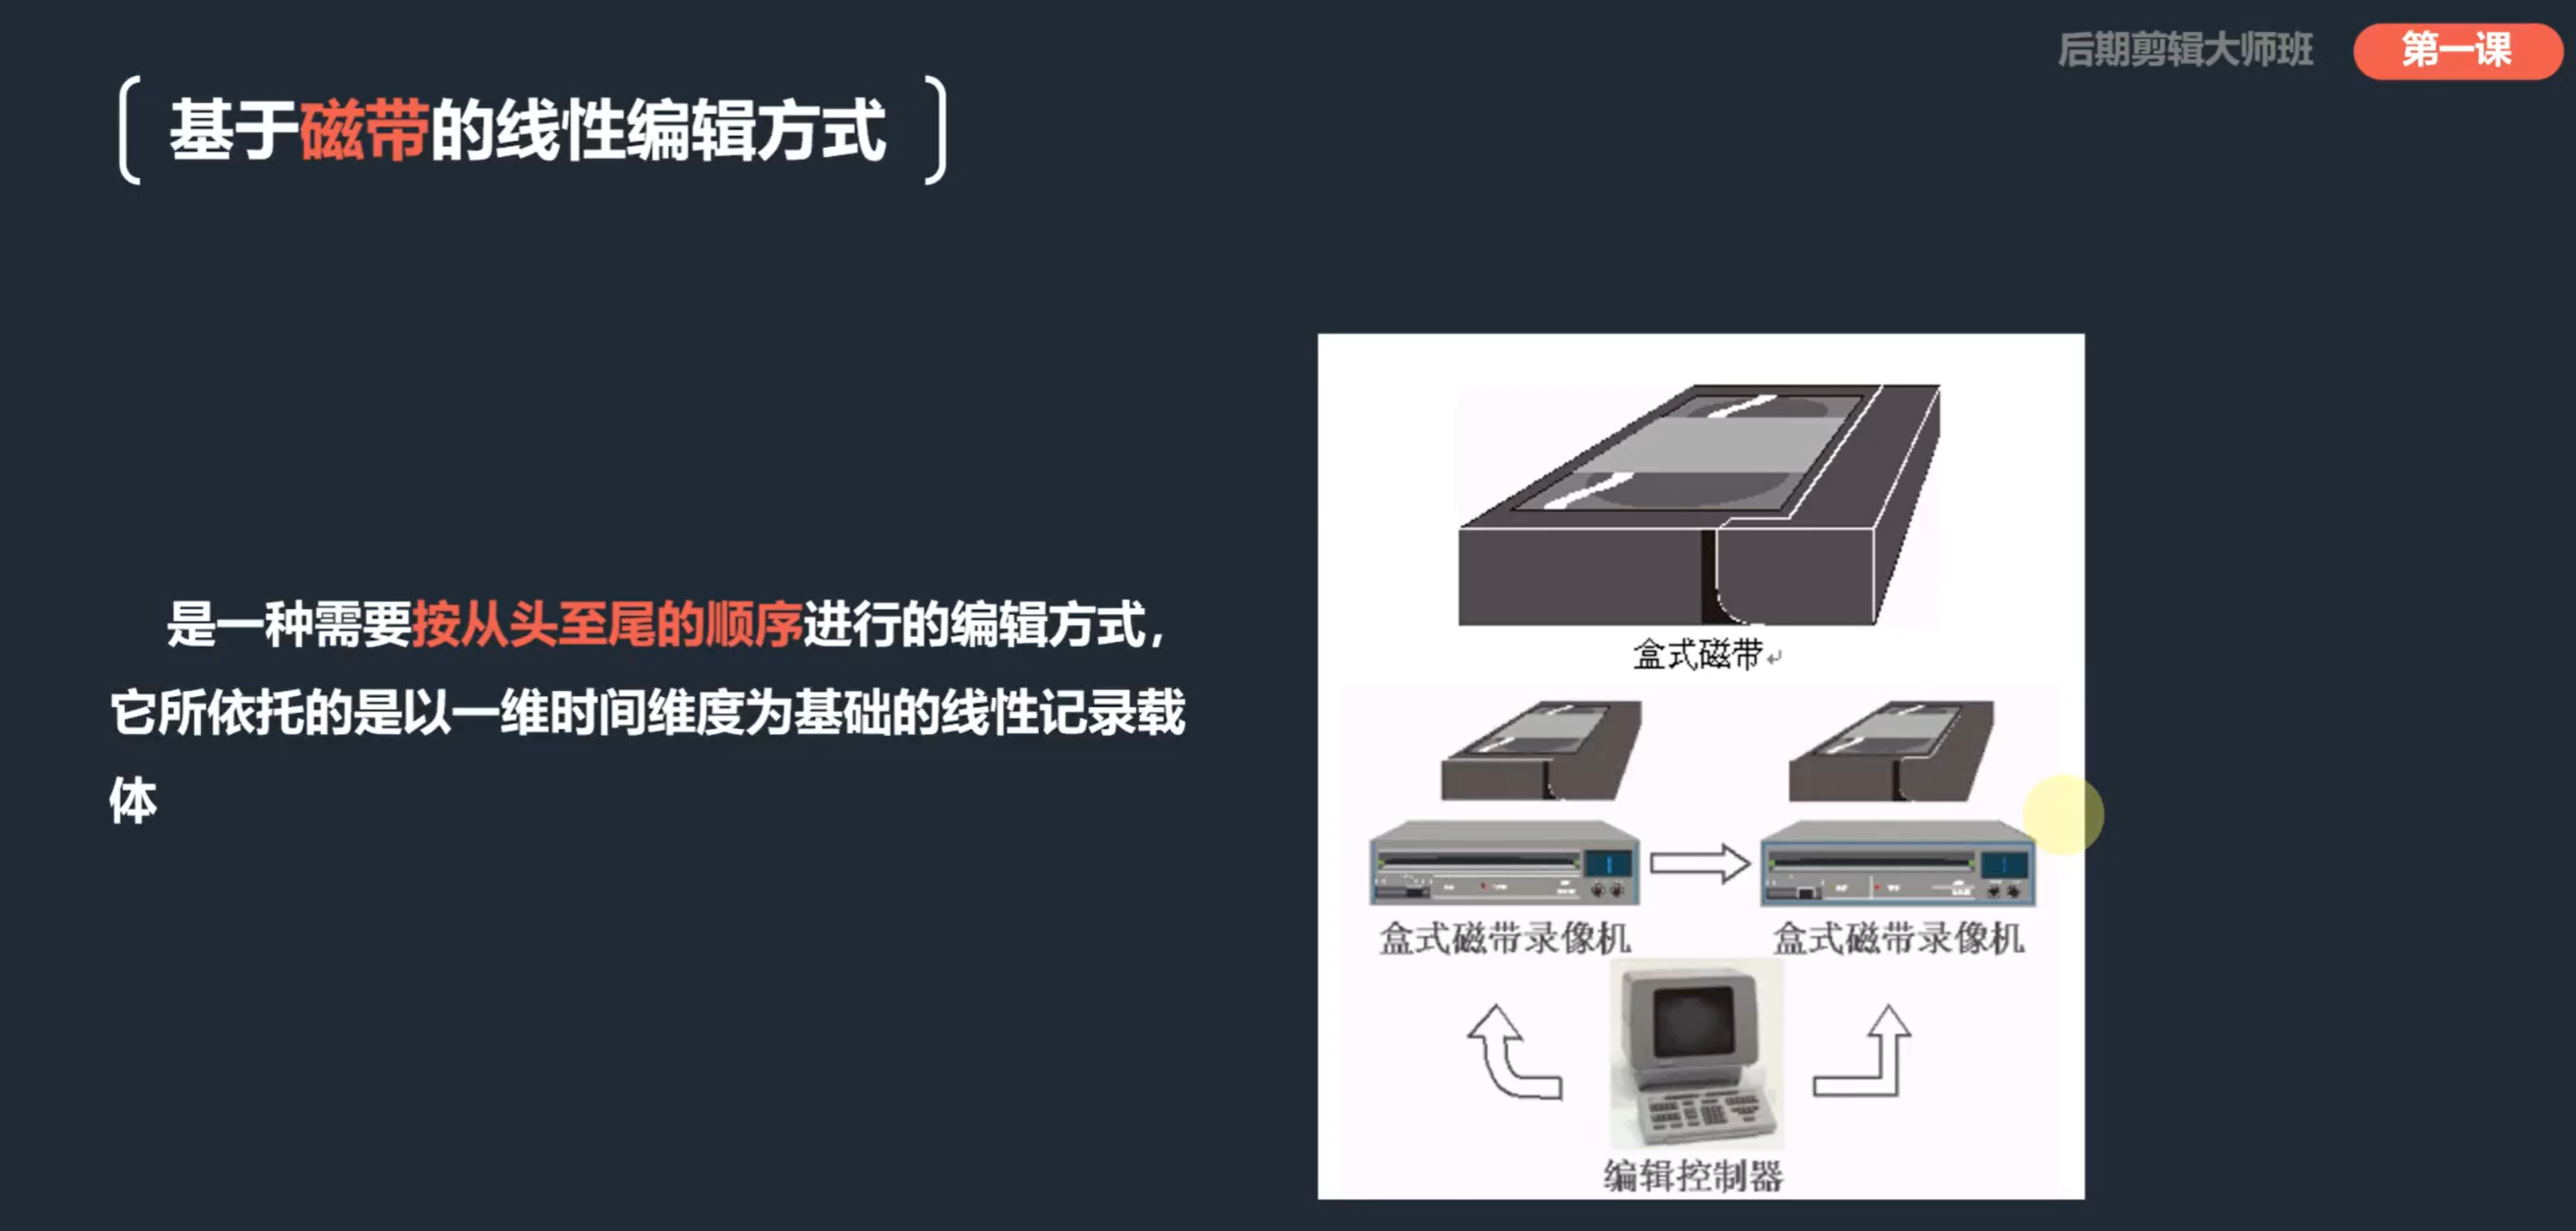 后期剪辑大师班
第一课
基于磁带的线性编辑方式
是一种需要按从头至尾的顺序进行的编辑方式，
它所依托的是以一维时间维度为基础的线性记录载
体
盒式磁带
盒式磁带录像机
盒式磁带录像机
编辑控制器